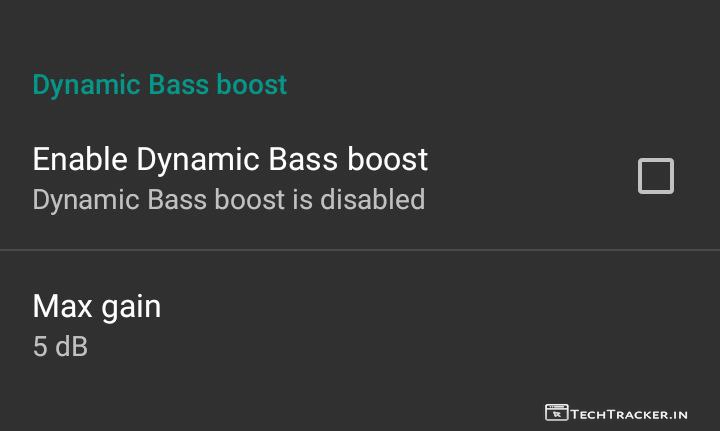 Dynamic Bass boost
Enable Dynamic Bass boost
Dynamic Bass boost is disabled
Max gain
5 dB
TECHTRACKER.IN